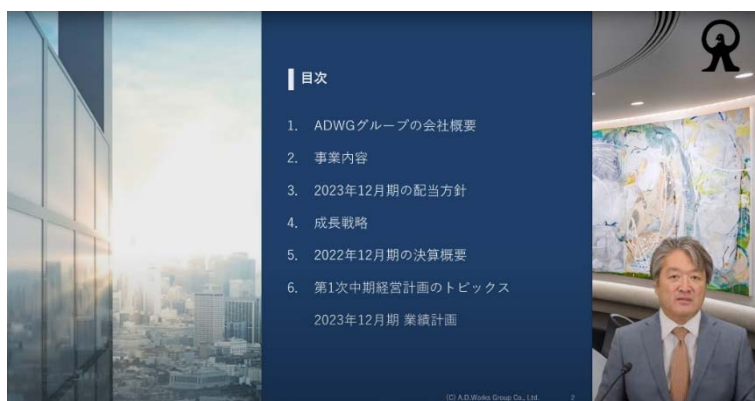 目次
1. ADWGグループの会社概要
2. 事業内容
3. 2023年12月期の配当方針
4. 成長戦略
5. 2022年12月期の決算概要
6. 第1次中期経営計画のトピックス
2023年12月期 業績計画
(C) A.D.Works Group Co., Ltd. 2